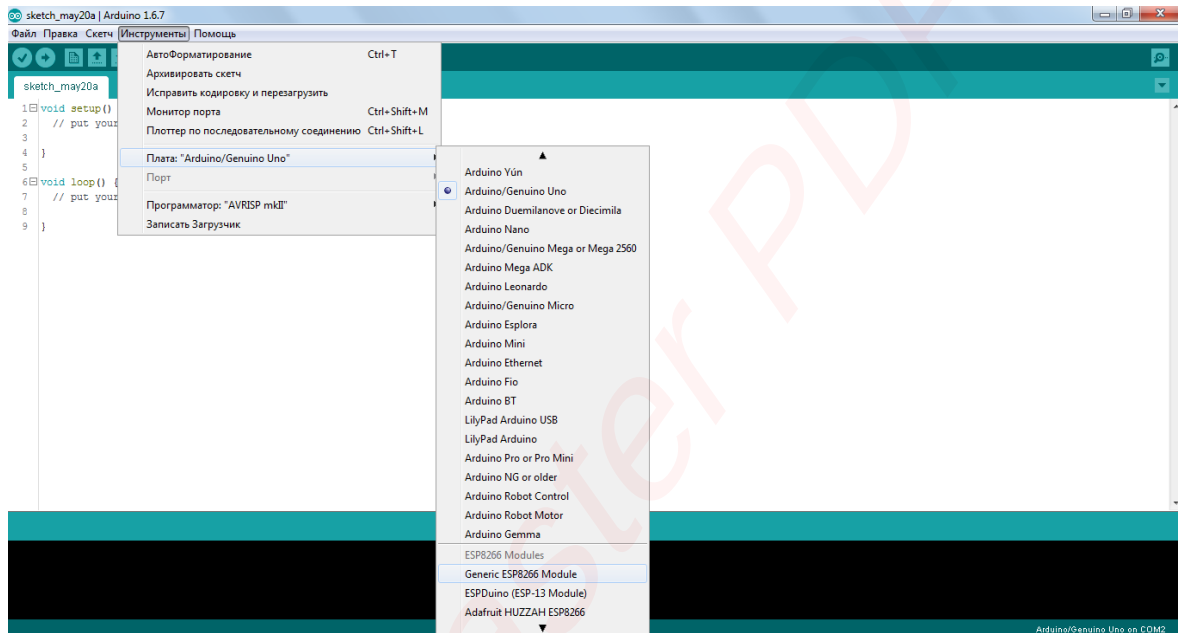 sketch_may20a | Arduino 1.6.7
Файл Правка Скетч Инструменты Помощь
sketch_may20a
1 void setup()
2 // put your
3
4 }
5
6 void loop() {
7 // put your
8
9 }
АвтоФорматирование Ctrl+T
Архивировать скетч
Исправить кодировку и перезагрузить
Монитор порта Ctrl+Shift+M
Плоттер по последовательному соединению Ctrl+Shift+L
Плата: "Arduino/Genuino Uno"
Порт
Программатор: "AVRISP mkII"
Записать Загрузчик
Arduino Yún
Arduino/Genuino Uno
Arduino Duemilanove or Diecimila
Arduino Nano
Arduino/Genuino Mega or Mega 2560
Arduino Mega ADK
Arduino Leonardo
Arduino/Genuino Micro
Arduino Esplora
Arduino Mini
Arduino Ethernet
Arduino Fio
Arduino BT
LilyPad Arduino USB
LilyPad Arduino
Arduino Pro or Pro Mini
Arduino NG or older
Arduino Robot Control
Arduino Robot Motor
Arduino Gemma
ESP8266 Modules
Generic ESP8266 Module
ESPDuino (ESP-13 Module)
Adafruit HUZZAH ESP8266
Arduino/Genuino Uno on COM2